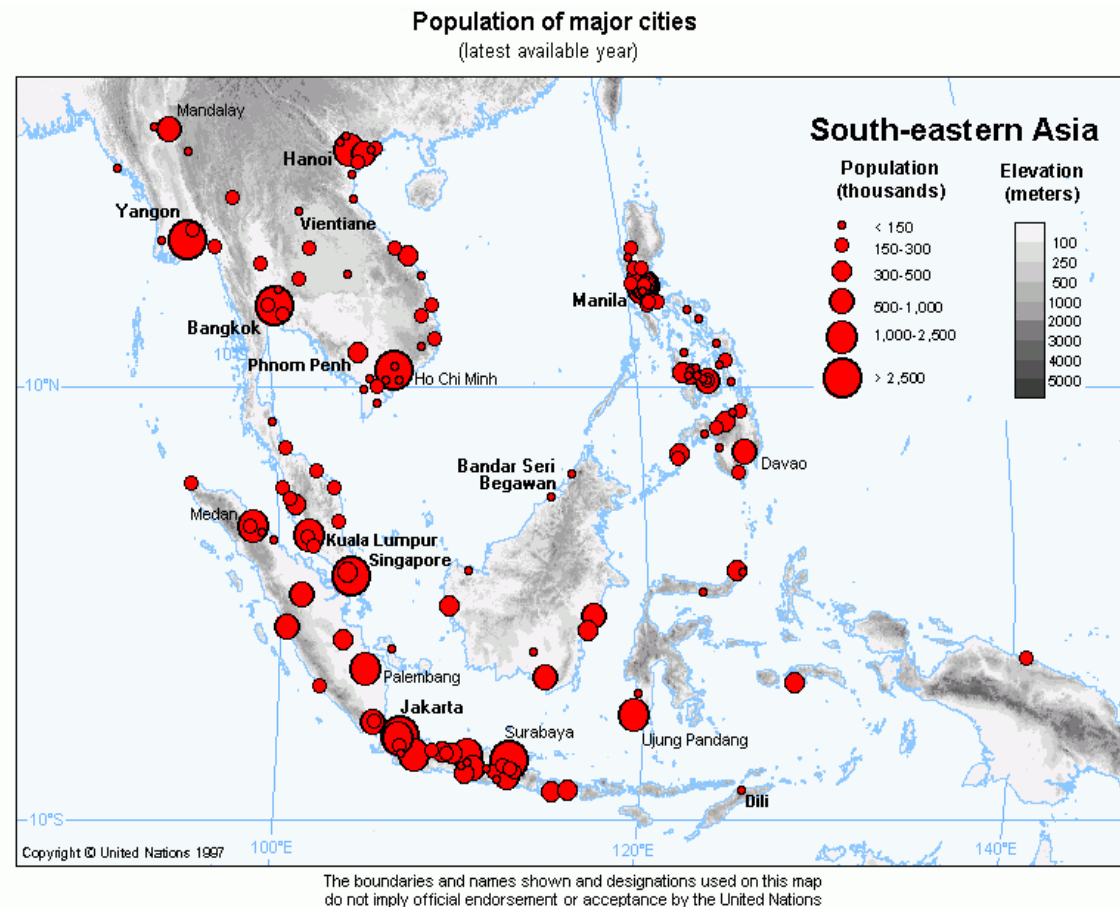 Population of major cities
(latest available year)
Mandalay
South-eastern Asia
Hanoi
Population
(thousands)
Elevation
(meters)
Yangon
Vientiane
< 150
150-300
300-500
500-1,000
1,000-2,500
> 2,500
100
250
500
1000
2000
3000
4000
5000
Manila
Bangkok
10°S
Phnom Penh
10°N
Ho Chi Minh
Bandar Seri
Begawan
Davao
Medan
Kuala Lumpur
Singapore
Palembang
Jakarta
Surabaya
Ujung Pandang
Dili
10°S
100°E
120°E
140°E
Copyright © United Nations 1997
The boundaries and names shown and designations used on this map
do not imply official endorsement or acceptance by the United Nations